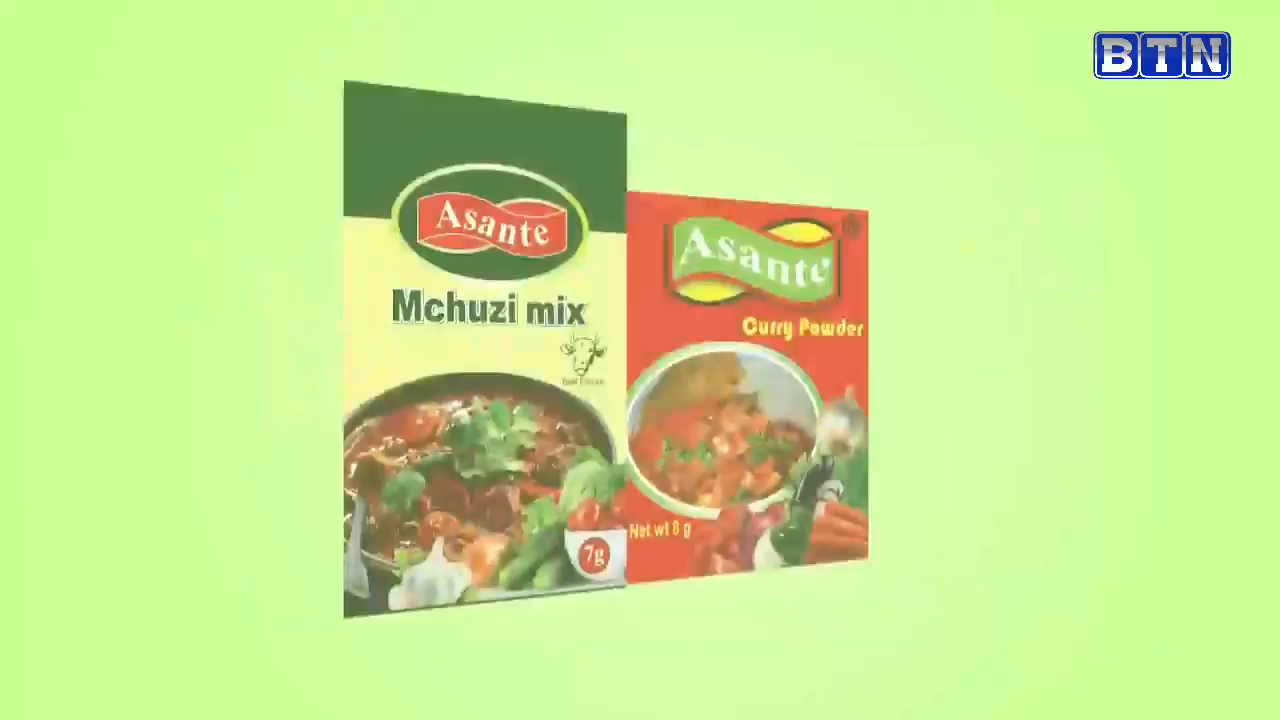 BTN
Asante
Mchuzi mix
Asante
Curry Powder
Net wt 8 g
7g